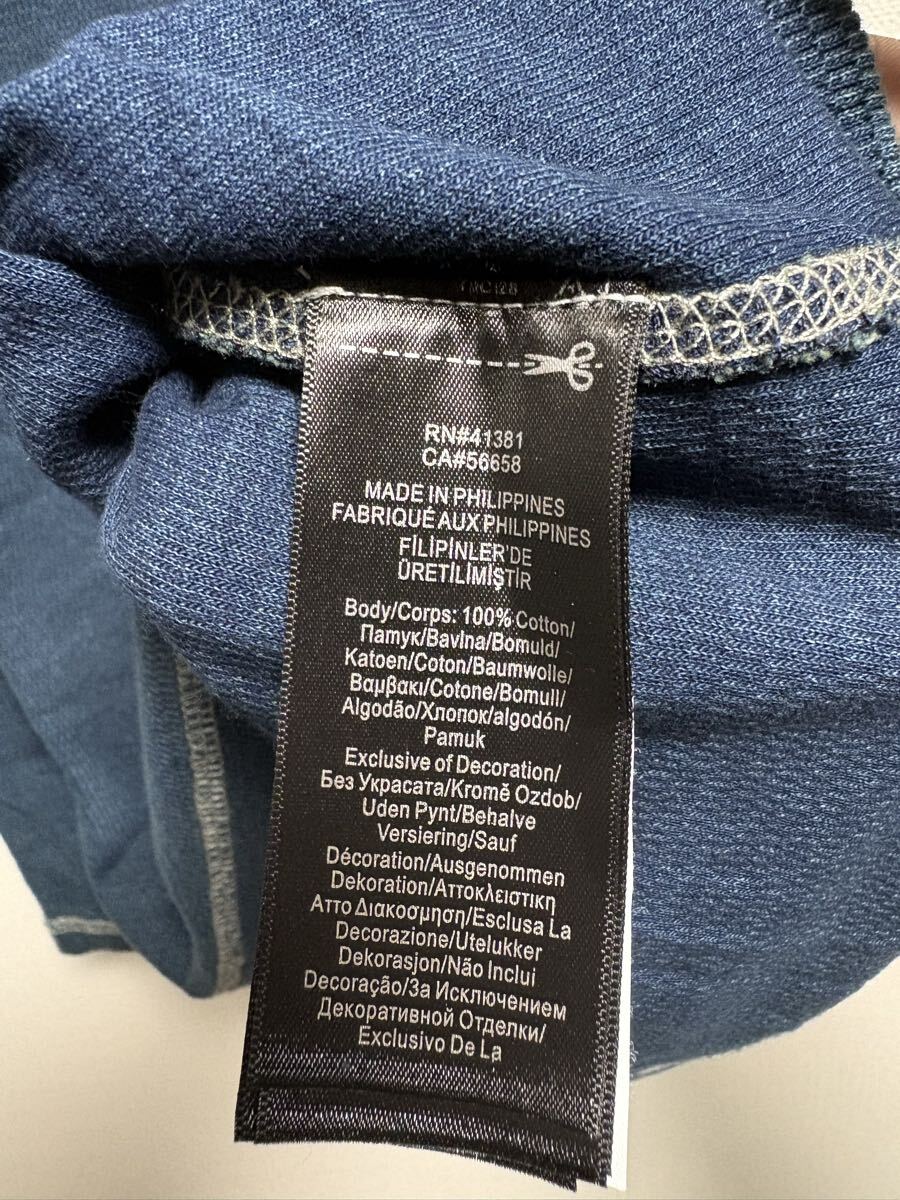 RN#41381
CA#56658
MADE IN PHILIPPINES
FABRIQUÉ AUX PHILIPPINES
FİLİPİNLER'DE
ÜRETİLMİŞTİR
Body/Corps: 100% Cotton/
Памук/Bavlna/Bomuld/
Katoen/Coton/Baumwolle/
Βαμβακι/Cotone/Bomull/
Algodão/Хлопок/algodón/
Pamuk
Exclusive of Decoration/
Без Украсата/Kromě Ozdob/
Uden Pynt/Behalve
Versiering/Sauf
Décoration/Ausgenommen
Dekoration/Αττοκλειστικη
Αττο Διακοσμηση/Esclusa La
Decorazione/Utelukker
Dekorasjon/Não Inclui
Decoração/За Исключением
Декоративной Отделки/
Exclusivo De La